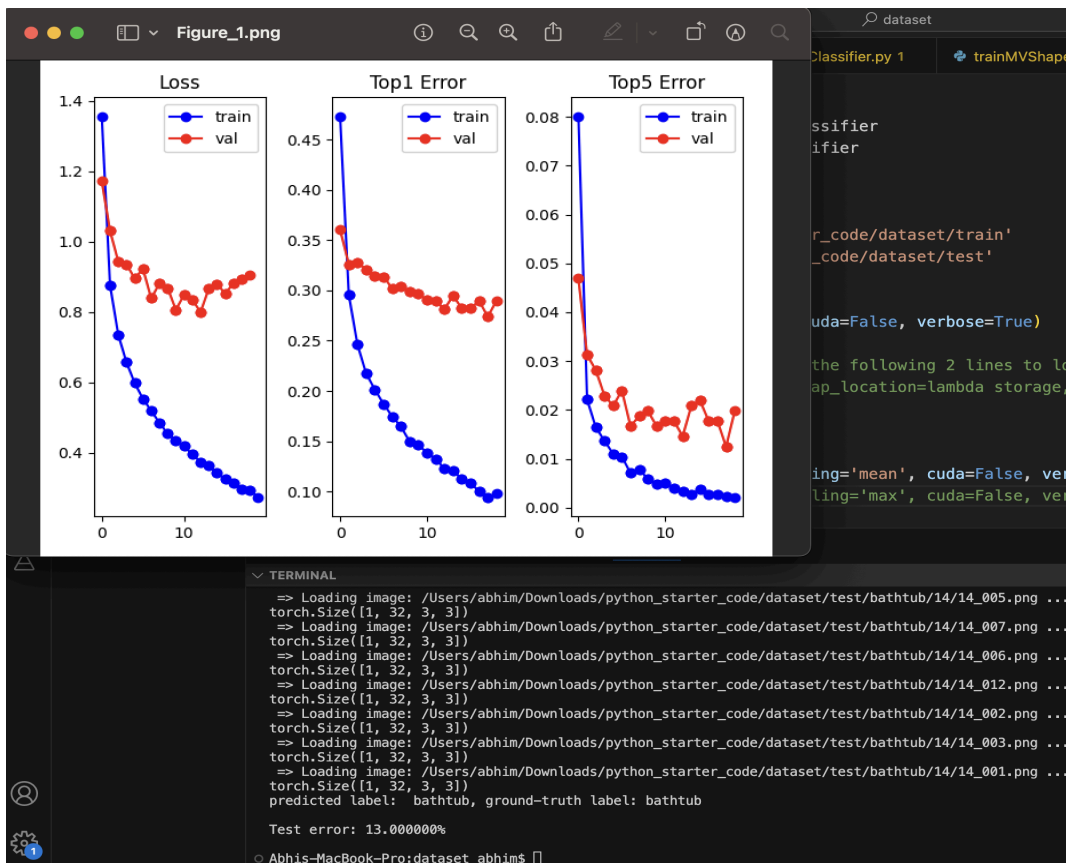 Figure_1.png
dataset
Classifier.py 1
trainMVShape
ssifier
ifier
er_code/dataset/train'
_code/dataset/test'
uda=False, verbose=True)
the following 2 lines to lo
ap_location=lambda storage,
ing='mean', cuda=False, ver
ling='max', cuda=False, ver
Loss
Top1 Error
Top5 Error
train
val
train
val
train
val
1.4
1.2
1.0
0.8
0.6
0.4
0
10
0.45
0.40
0.35
0.30
0.25
0.20
0.15
0.10
0
10
0.08
0.07
0.06
0.05
0.04
0.03
0.02
0.01
0.00
0
10
TERMINAL
=> Loading image: /Users/abhim/Downloads/python_starter_code/dataset/test/bathtub/14/14_005.png ...
torch.Size([1, 32, 3, 3])
=> Loading image: /Users/abhim/Downloads/python_starter_code/dataset/test/bathtub/14/14_007.png ...
torch.Size([1, 32, 3, 3])
=> Loading image: /Users/abhim/Downloads/python_starter_code/dataset/test/bathtub/14/14_006.png ...
torch.Size([1, 32, 3, 3])
=> Loading image: /Users/abhim/Downloads/python_starter_code/dataset/test/bathtub/14/14_012.png ...
torch.Size([1, 32, 3, 3])
=> Loading image: /Users/abhim/Downloads/python_starter_code/dataset/test/bathtub/14/14_002.png ...
torch.Size([1, 32, 3, 3])
=> Loading image: /Users/abhim/Downloads/python_starter_code/dataset/test/bathtub/14/14_003.png ...
torch.Size([1, 32, 3, 3])
=> Loading image: /Users/abhim/Downloads/python_starter_code/dataset/test/bathtub/14/14_001.png ...
torch.Size([1, 32, 3, 3])
predicted label:  bathtub, ground-truth label: bathtub
Test error: 13.000000%
Abhis-MacBook-Pro:dataset abhim$
1